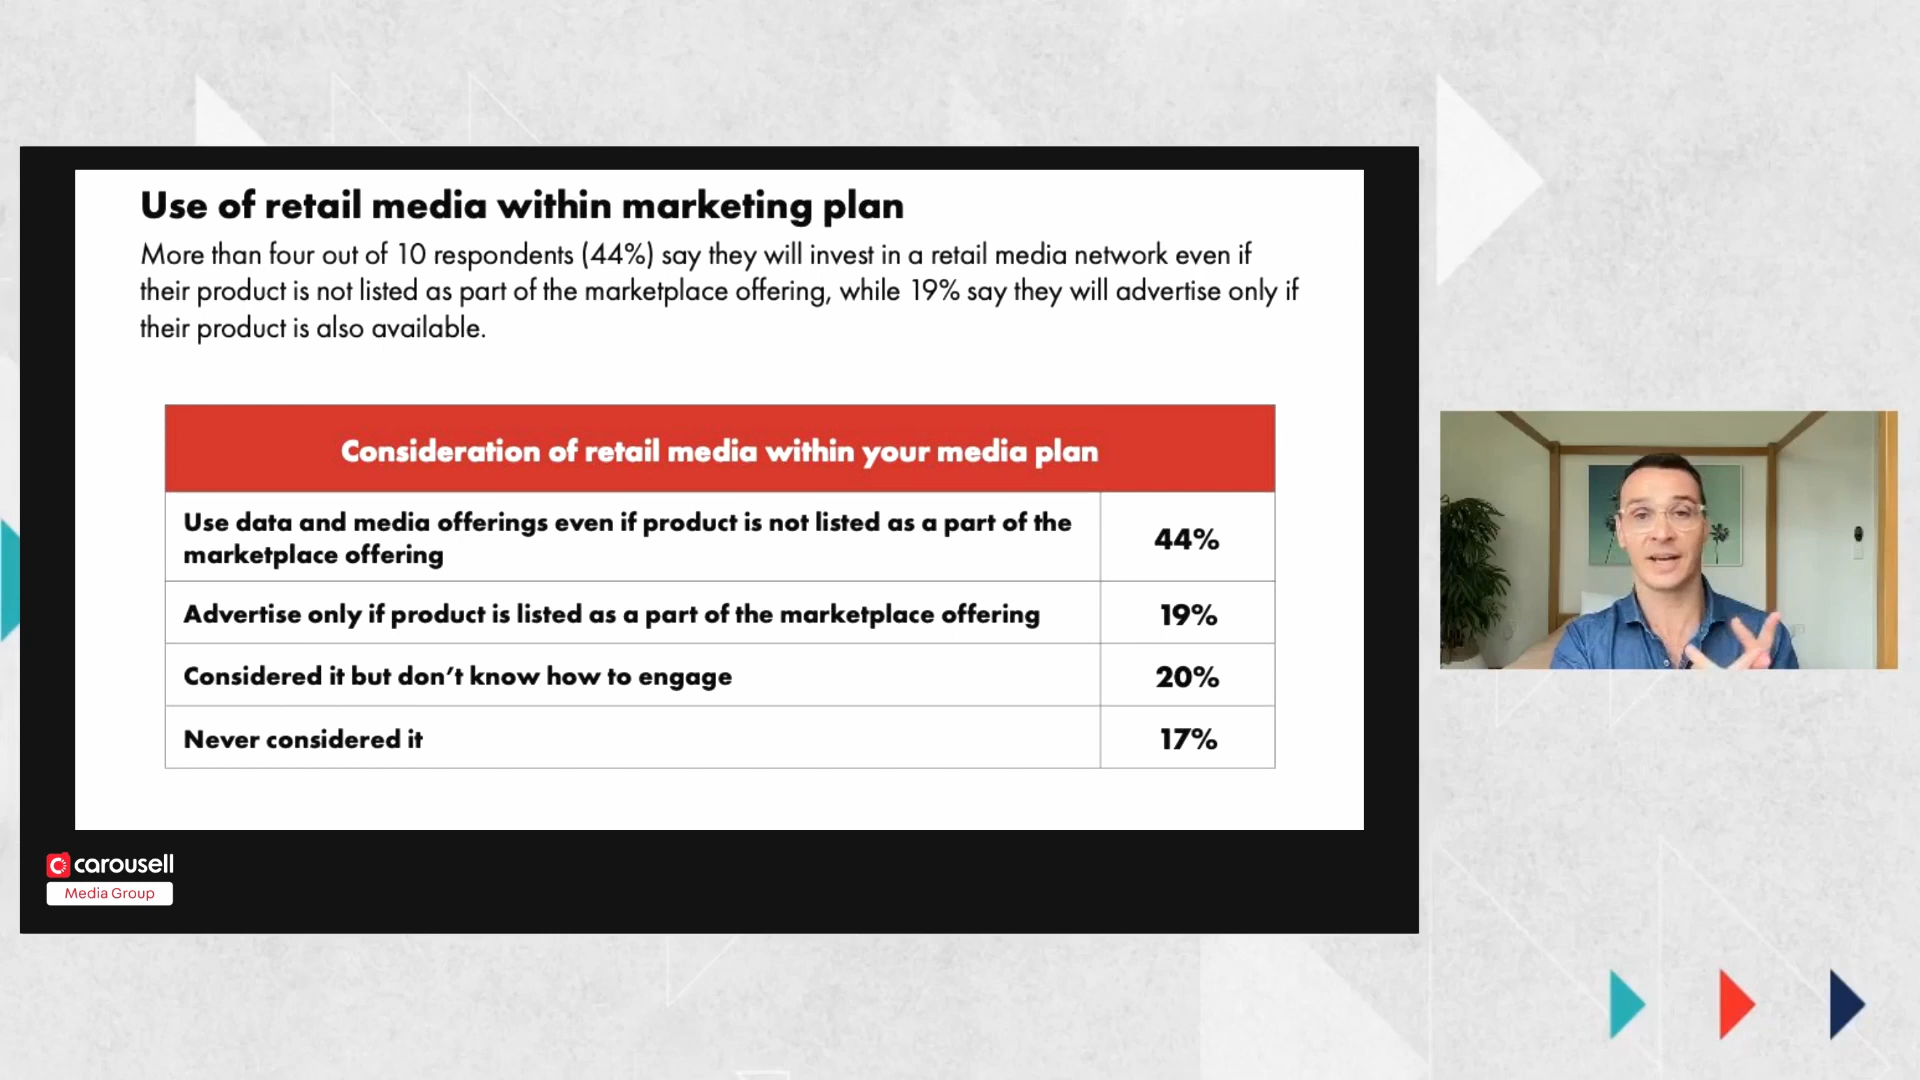 Use of retail media within marketing plan
More than four out of 10 respondents (44%) say they will invest in a retail media network even if
their product is not listed as part of the marketplace offering, while 19% say they will advertise only if
their product is also available.
Consideration of retail media within your media plan
Use data and media offerings even if product is not listed as a part of the
marketplace offering
44%
Advertise only if product is listed as a part of the marketplace offering
19%
Considered it but don’t know how to engage
20%
Never considered it
17%
carousell
Media Group